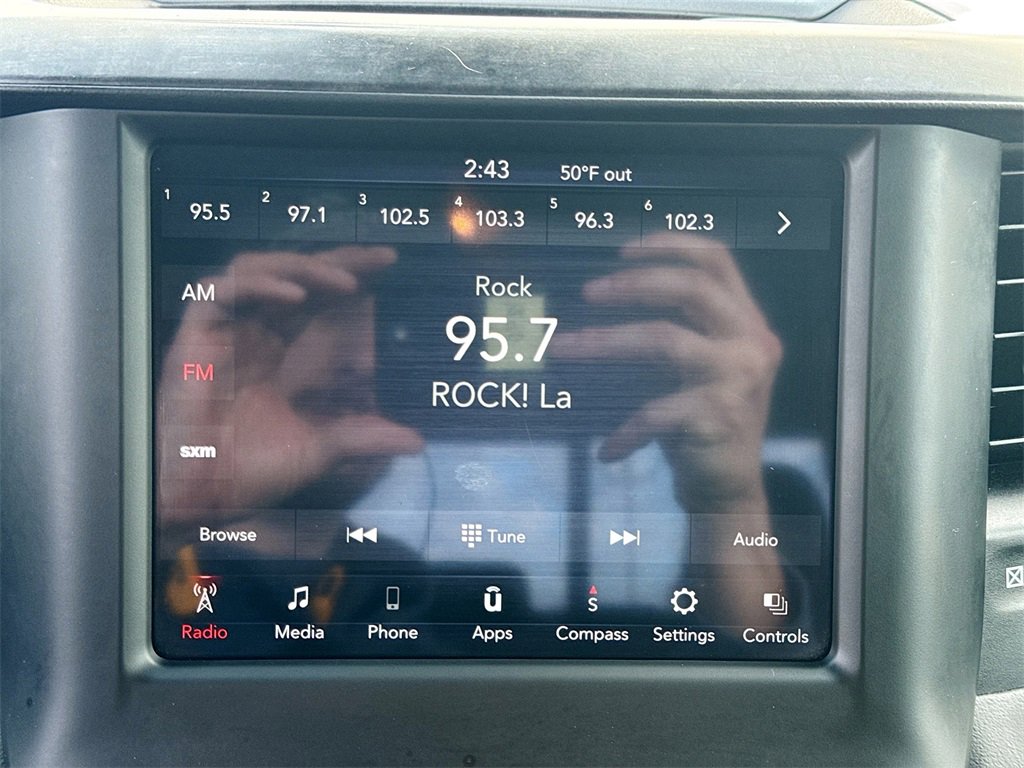 2:43 50°F out
1 95.5 2 97.1 3 102.5 4 103.3 5 96.3 6 102.3
AM
Rock
95.7
FM
ROCK! La
sxm
Browse Tune Audio
S
Radio Media Phone Apps Compass Settings Controls